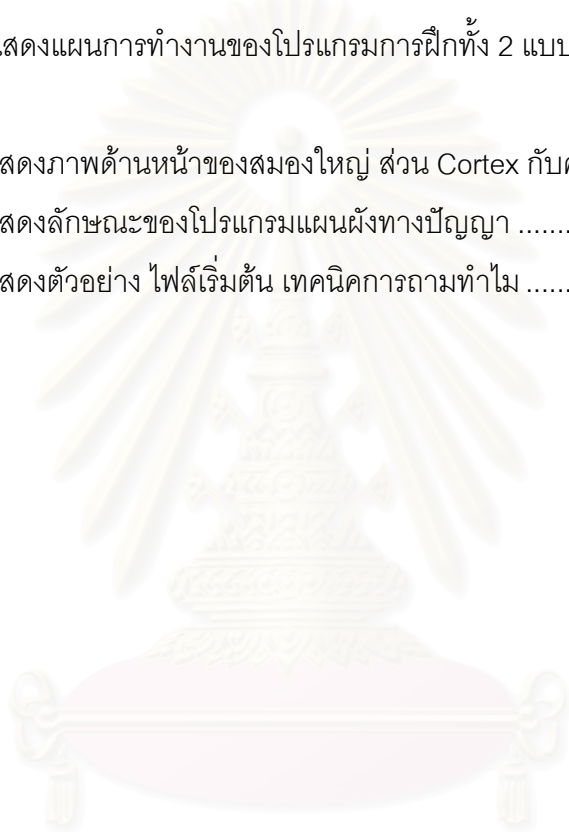 แสดงแผนการทำงานของโปรแกรมการฝึกทั้ง 2 แบบ
แสดงภาพด้านหน้าของสมองใหญ่ ส่วน Cortex กับ
แสดงลักษณะของโปรแกรมแผนผังทางปัญญา .......
แสดงตัวอย่าง ไฟล์เริ่มต้น เทคนิคการถามทำไม ......